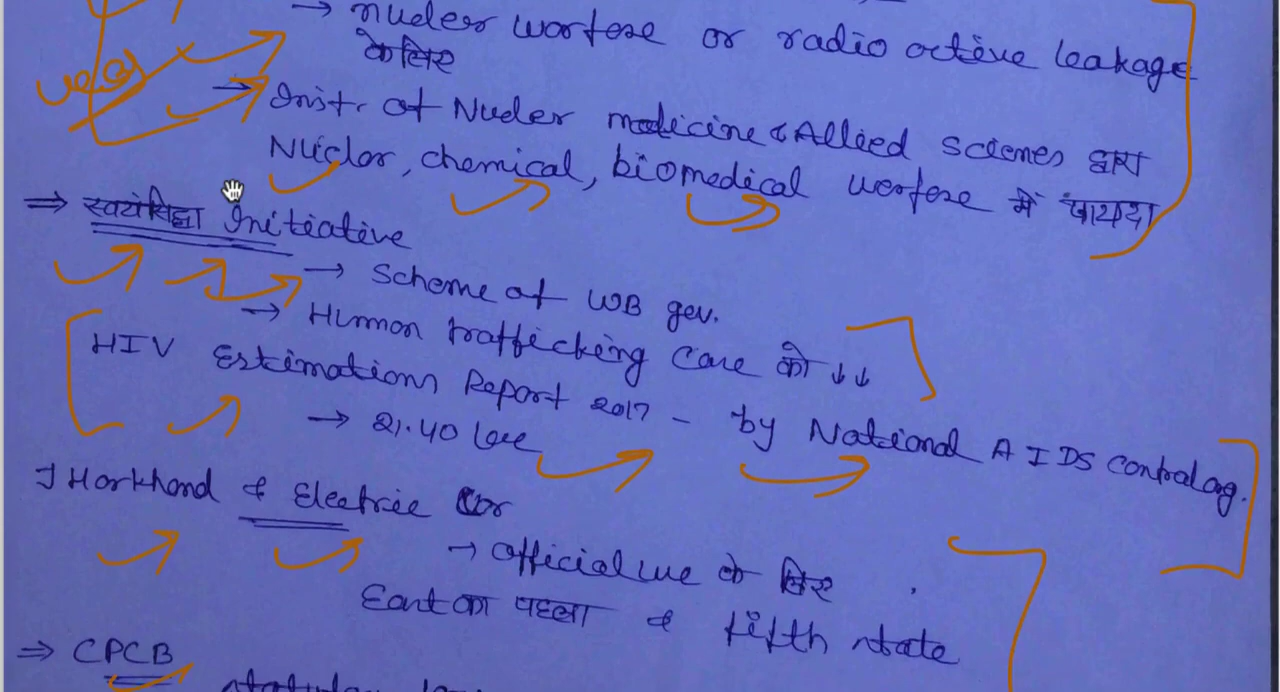 → nuclear warfare or radio active leakage
के लिए
→ Inst. of Nuclear medicine & Allied Sciences द्वारा
Nuclar, chemical, biomedical warfare में फायदा
⇒ स्वयंसिद्धा Initiative
→ Scheme of WB gov.
→ Human trafficking Case को ↓↓
HIV Estimations Report 2017 - by National AIDS Control og.
→ 21.40 lac
JHarkhand & Electric Car
→ official use के लिए
East का पहला & fifth state
⇒ CPCB